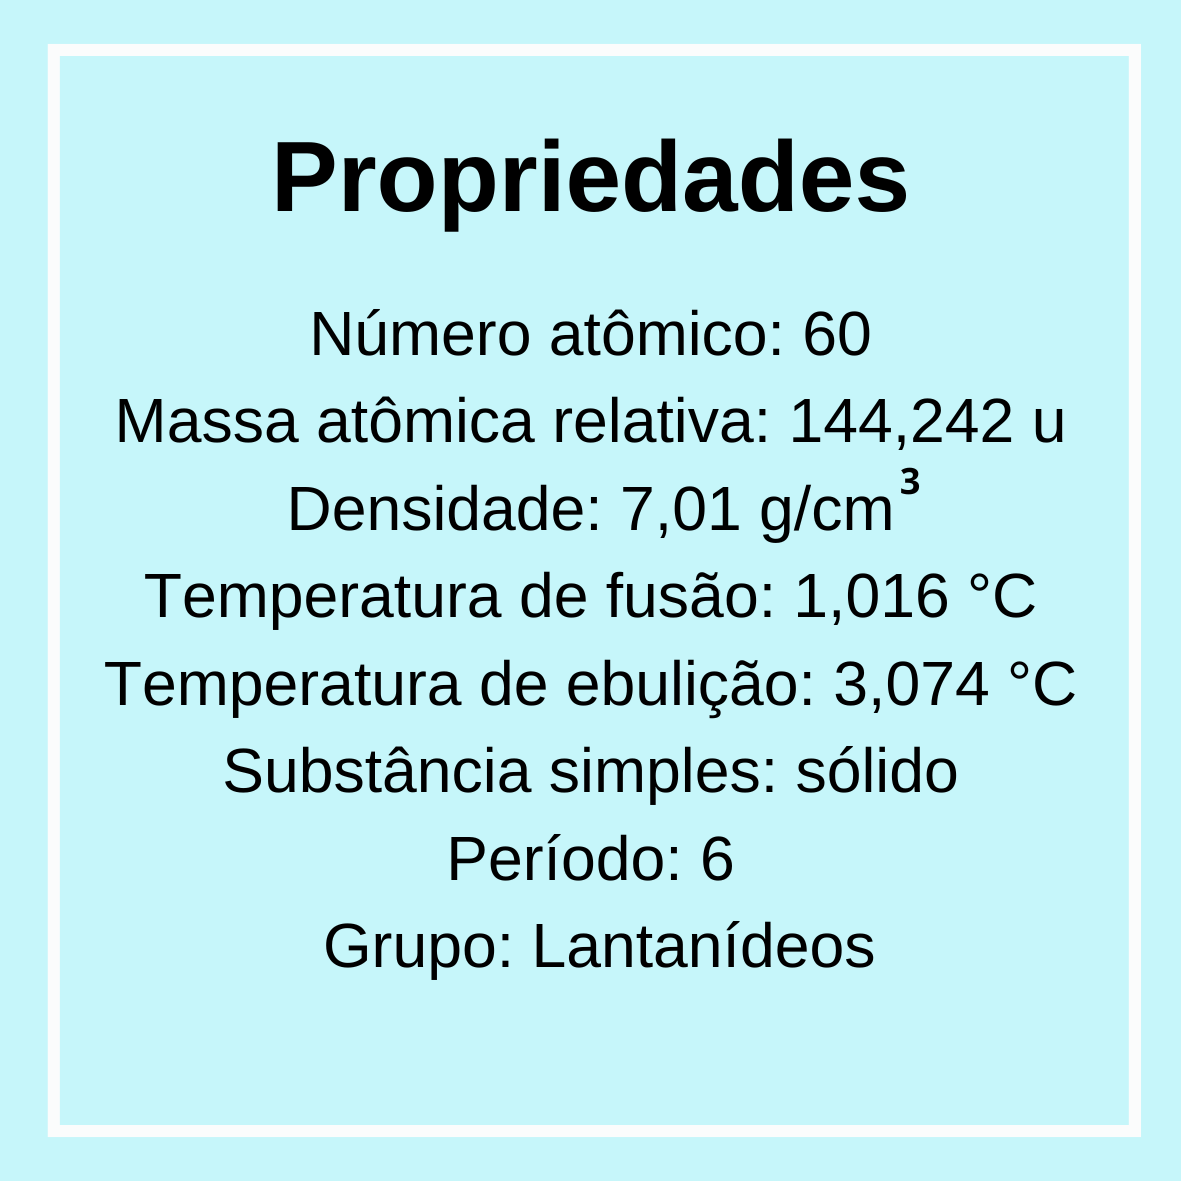 Propriedades
Número atômico: 60
Massa atômica relativa: 144,242 u
Densidade: 7,01 g/cm³
Temperatura de fusão: 1,016 °C
Temperatura de ebulição: 3,074 °C
Substância simples: sólido
Período: 6
Grupo: Lantanídeos